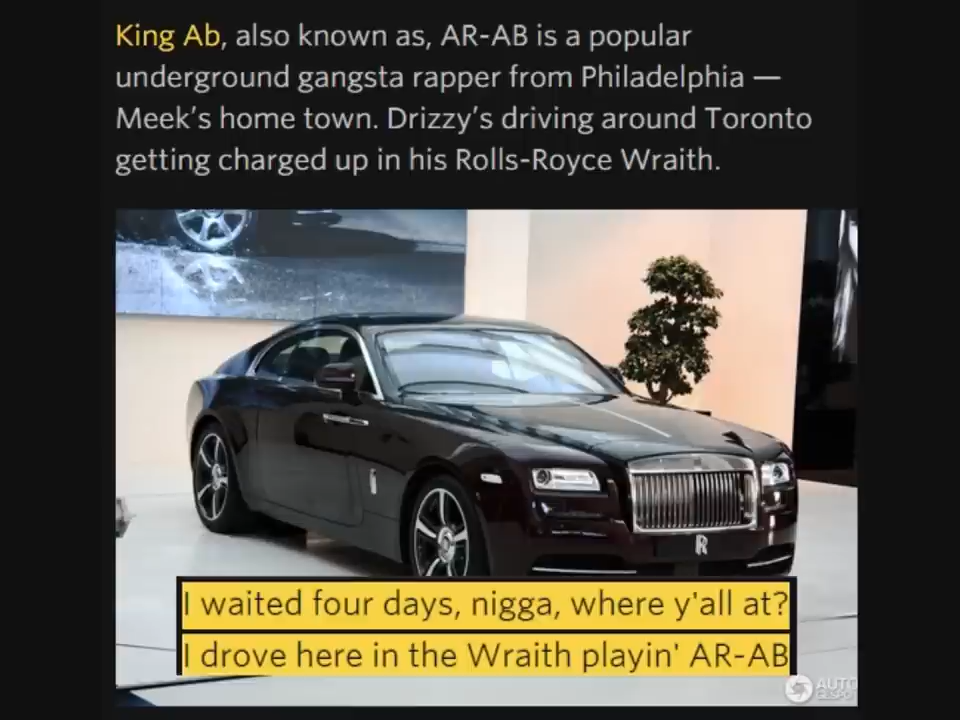 King Ab, also known as, AR-AB is a popular
underground gangsta rapper from Philadelphia —
Meek’s home town. Drizzy’s driving around Toronto
getting charged up in his Rolls-Royce Wraith.
I waited four days, nigga, where y'all at?
I drove here in the Wraith playin' AR-AB
AUTO
GESPOT